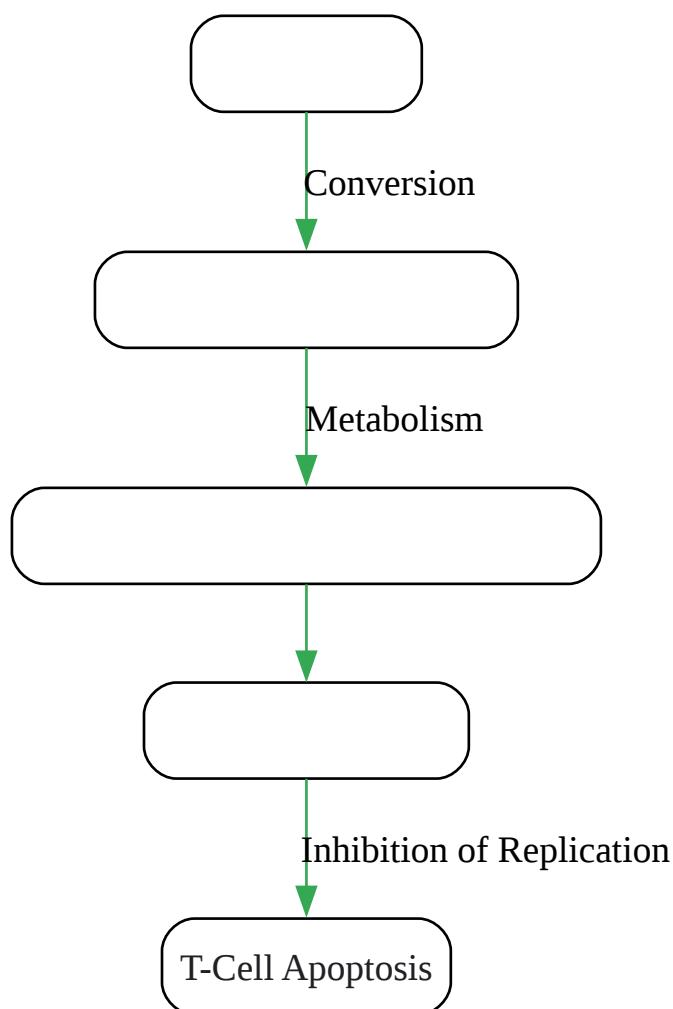 Conversion
Metabolism
Inhibition of Replication
T-Cell Apoptosis